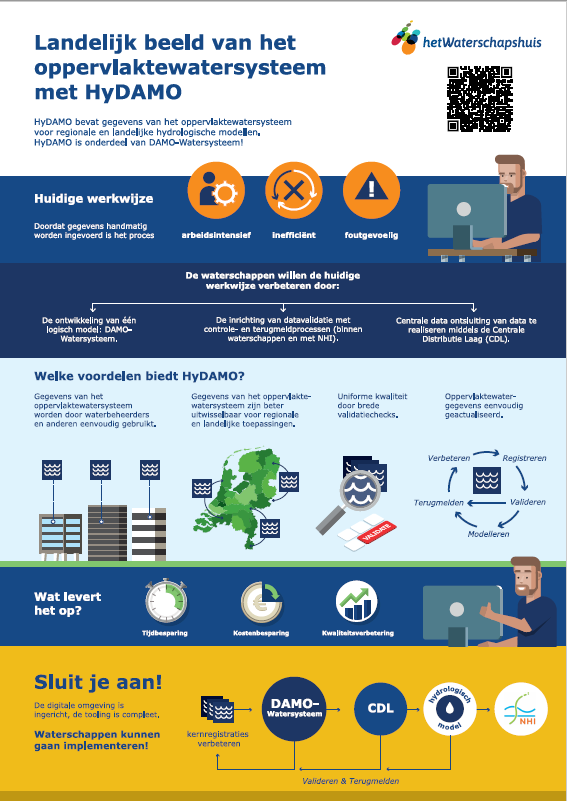 Landelijk beeld van het
oppervlaktewatersysteem
met HyDAMO
hetWaterschapshuis
HyDAMO bevat gegevens van het oppervlaktewatersysteem
voor regionale en landelijke hydrologische modellen.
HyDAMO is onderdeel van DAMO-Watersysteem!
Huidige werkwijze
Doordat gegevens handmatig
worden ingevoerd is het proces
arbeidsintensief
inefficiënt
foutgevoelig
De waterschappen willen de huidige
werkwijze verbeteren door:
De ontwikkeling van één
logisch model: DAMO-
Watersysteem.
De inrichting van datavalidatie met
controle- en terugmeldprocessen (binnen
waterschappen en met NHI).
Centrale data ontsluiting van data te
realiseren middels de Centrale
Distributie Laag (CDL).
Welke voordelen biedt HyDAMO?
Gegevens van het
oppervlaktewatersysteem
worden door waterbeheerders
en anderen eenvoudig gebruikt.
Gegevens van het oppervlakte-
watersysteem zijn beter
uitwisselbaar voor regionale
en landelijke toepassingen.
Uniforme kwaliteit
door brede
validatiechecks.
Oppervlaktewater-
gegevens eenvoudig
geactualiseerd.
VALIDATE
Verbeteren
Registreren
Terugmelden
Valideren
Modelleren
Wat levert
het op?
Tijdbesparing
Kostenbesparing
Kwaliteitsverbetering
Sluit je aan!
De digitale omgeving is
ingericht, de tooling is compleet.
Waterschappen kunnen
gaan implementeren!
kernregistraties
verbeteren
DAMO-
Watersysteem
CDL
hydrologisch
model
NHI
Valideren & Terugmelden